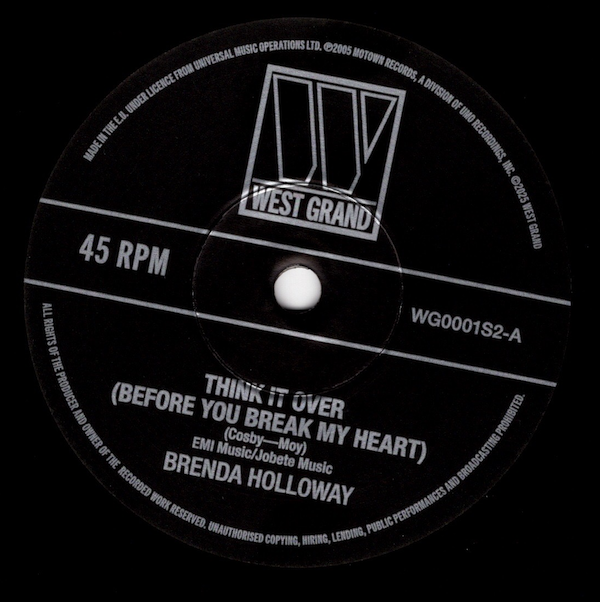 MADE IN THE E.U. UNDER LICENCE FROM UNIVERSAL MUSIC OPERATIONS LTD. ℗2005 MOTOWN RECORDS, A DIVISION OF UMG RECORDINGS, INC. ℗2025 WEST GRAND
WEST GRAND
45 RPM
WG0001S2-A
THINK IT OVER
(BEFORE YOU BREAK MY HEART)
(Cosby—Moy)
EMI Music/Jobete Music
BRENDA HOLLOWAY
ALL RIGHTS OF THE PRODUCER AND OWNER OF THE RECORDED WORK RESERVED. UNAUTHORISED COPYING, HIRING, LENDING, PUBLIC PERFORMANCES AND BROADCASTING PROHIBITED.